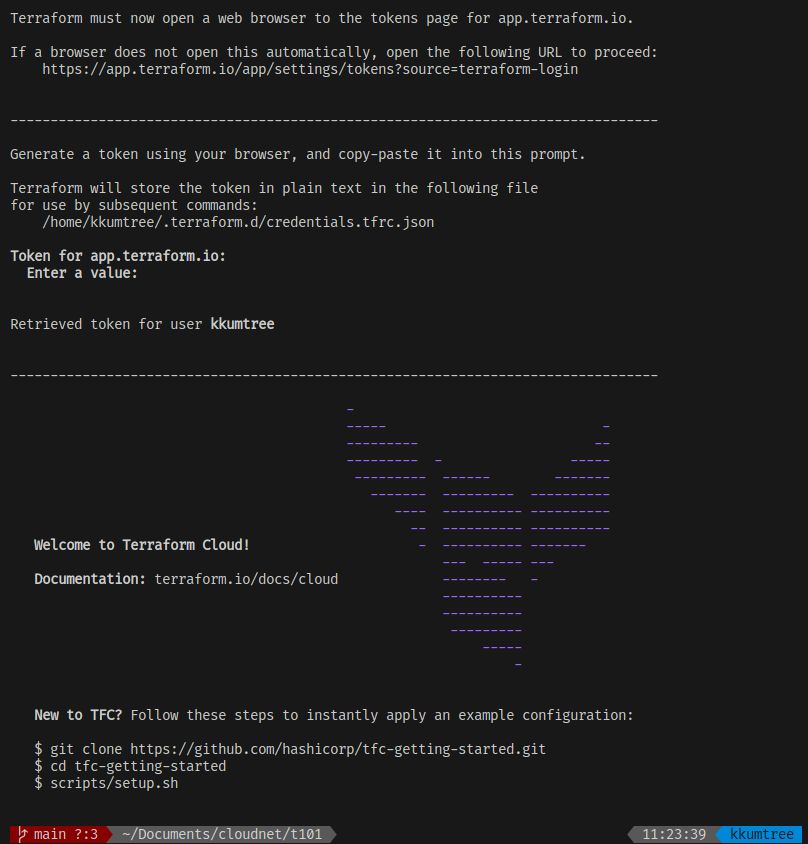 Terraform must now open a web browser to the tokens page for app.terraform.io.
If a browser does not open this automatically, open the following URL to proceed:
https://app.terraform.io/app/settings/tokens?source=terraform-login
---------------------------------------------------------------------------------
Generate a token using your browser, and copy-paste it into this prompt.
Terraform will store the token in plain text in the following file
for use by subsequent commands:
/home/kkumtree/.terraform.d/credentials.tfrc.json
Token for app.terraform.io:
Enter a value:
Retrieved token for user kkumtree
---------------------------------------------------------------------------------
-
----- -
--------- --
--------- - -----
--------- ------ -------
------- --------- ----------
---- ---------- ----------
-- ---------- ----------
Welcome to Terraform Cloud! - ---------- -------
--- ----- ---
Documentation: terraform.io/docs/cloud -------- -
----------
----------
---------
-----
-
New to TFC? Follow these steps to instantly apply an example configuration:
$ git clone https://github.com/hashicorp/tfc-getting-started.git
$ cd tfc-getting-started
$ scripts/setup.sh
main ?:3 ~/Documents/cloudnet/t101 11:23:39 kkumtree